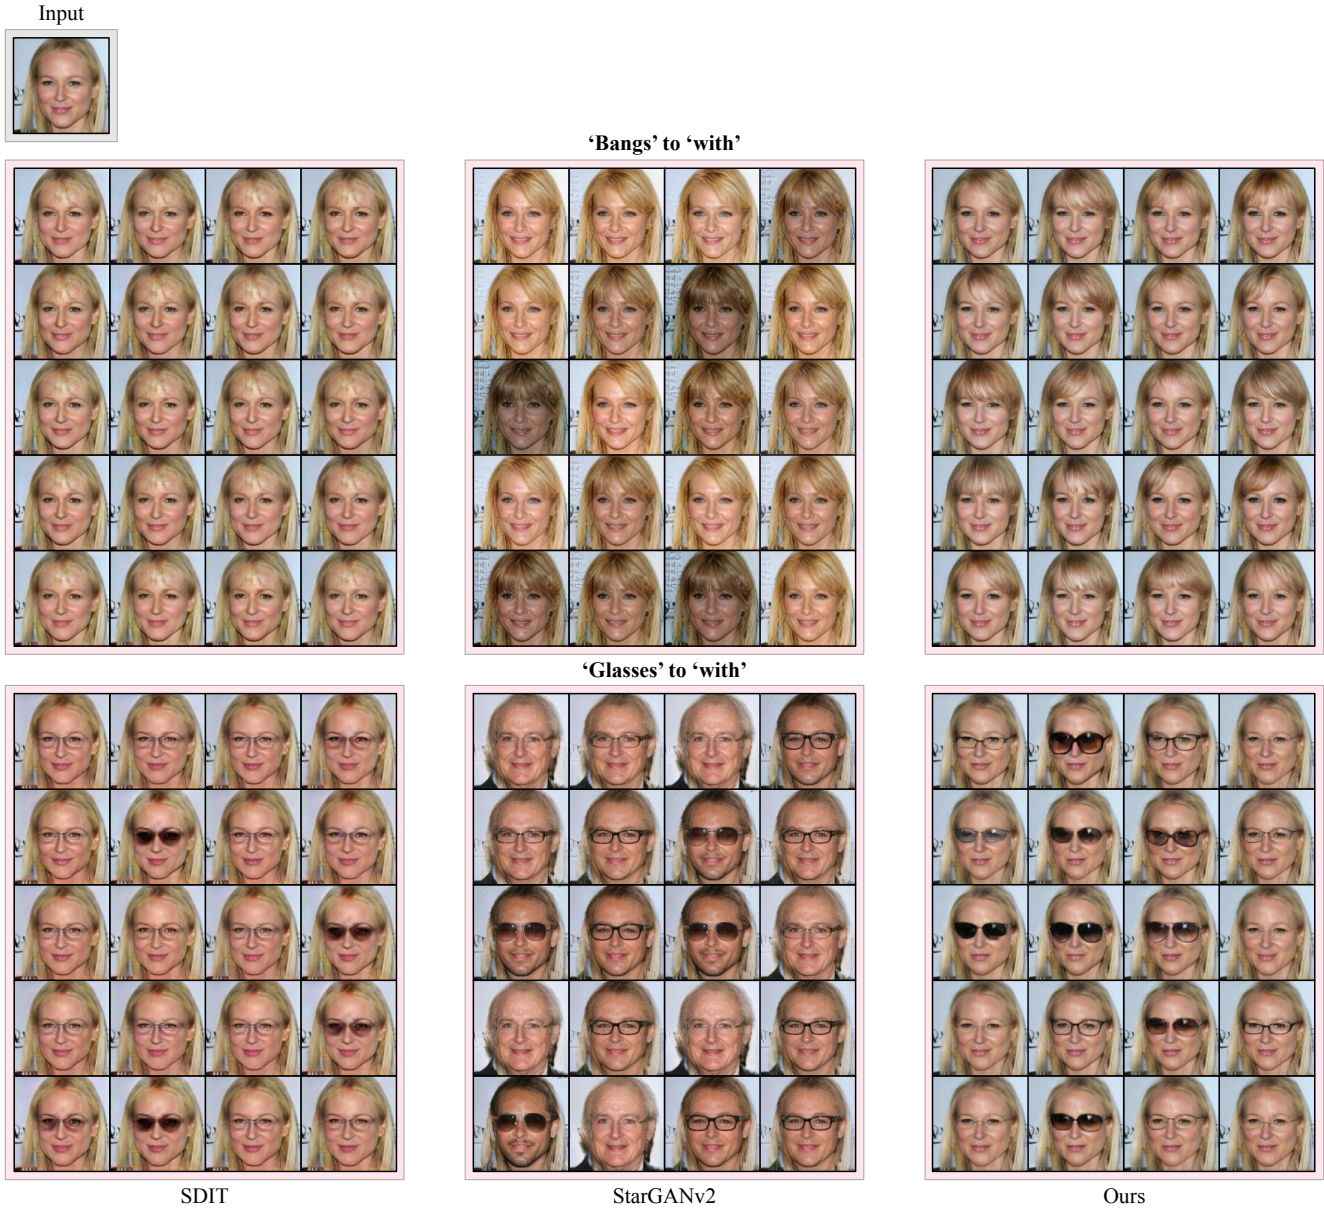 Input
‘Bangs’ to ‘with’
‘Glasses’ to ‘with’
SDIT
StarGANv2
Ours